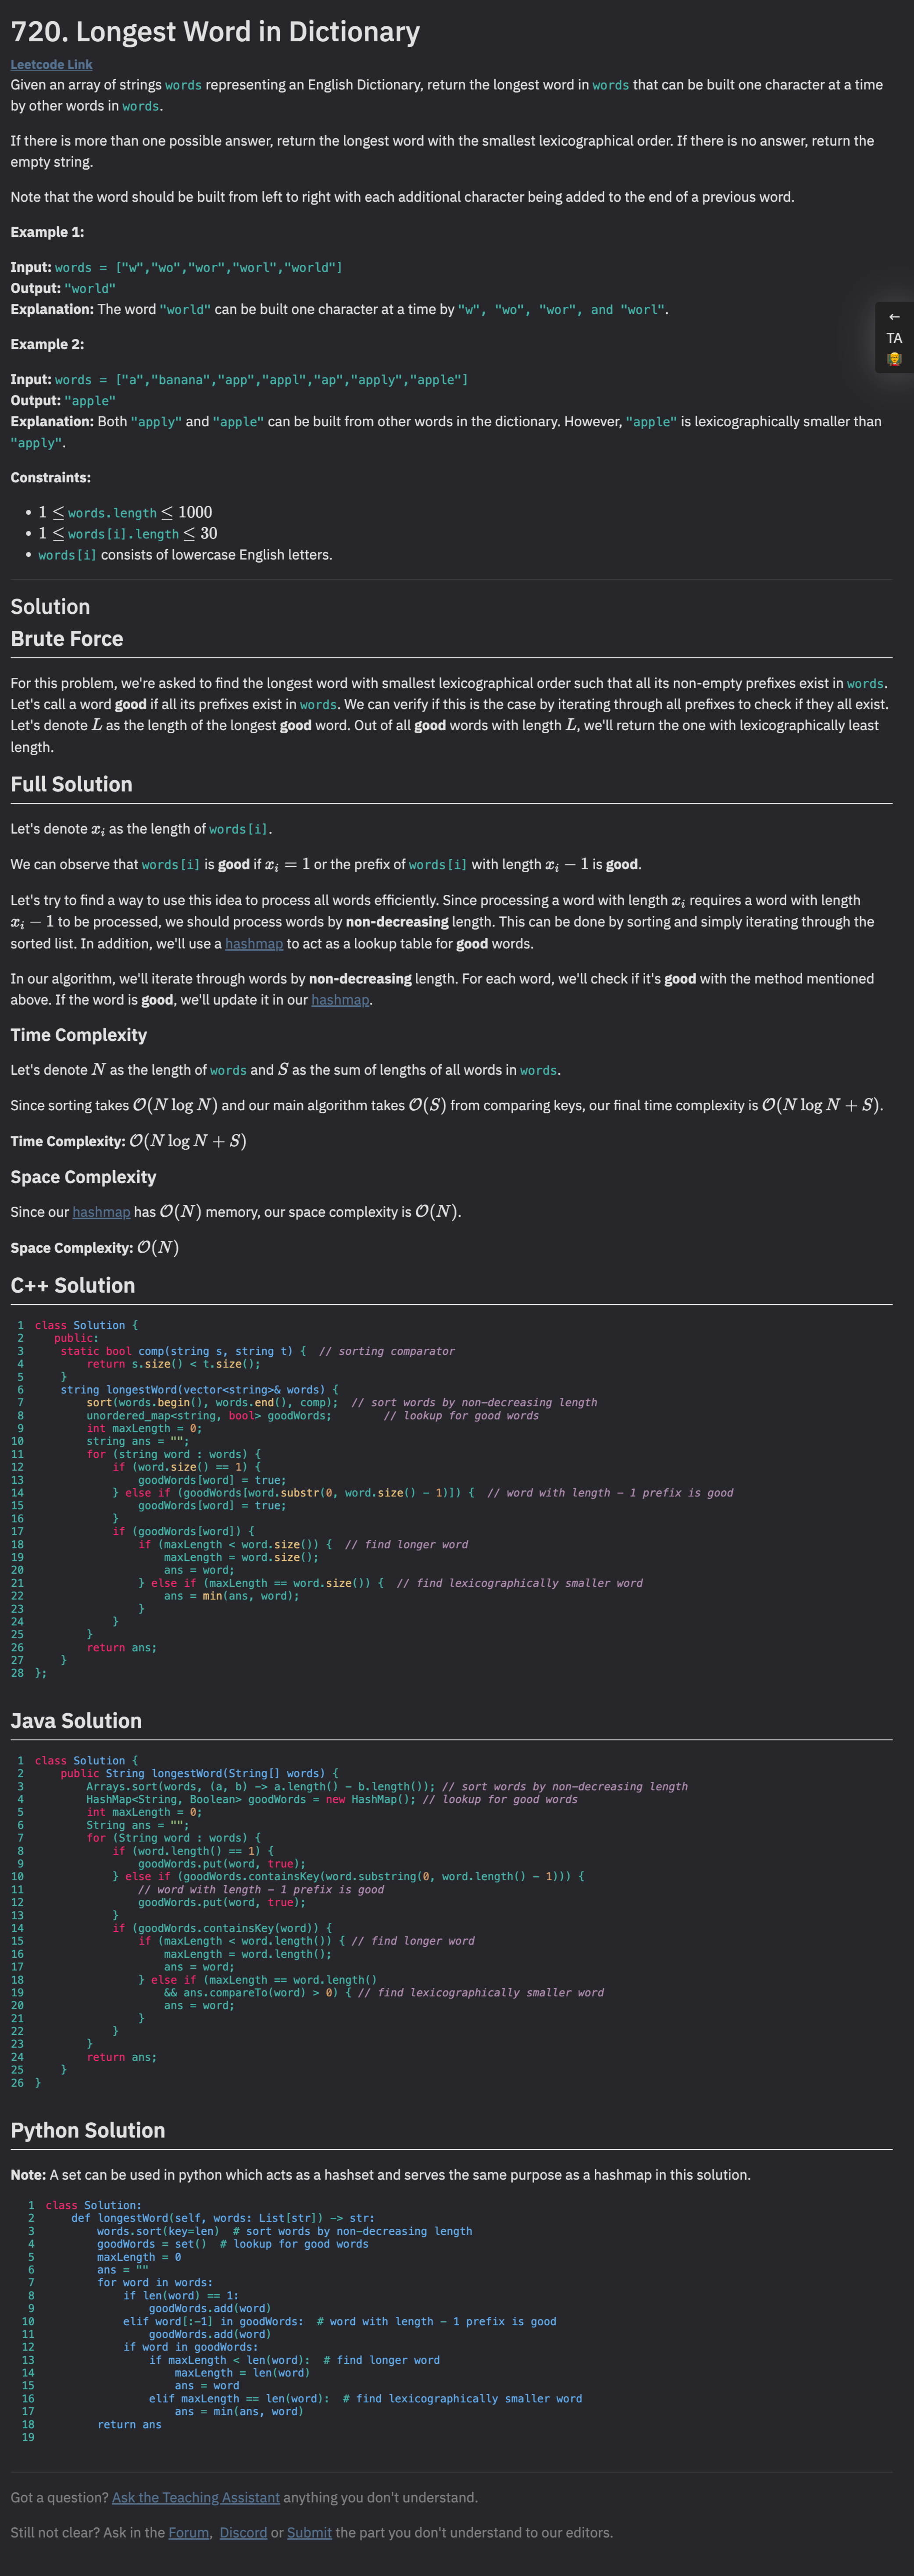 720. Longest Word in Dictionary
Leetcode Link
Given an array of strings words representing an English Dictionary, return the longest word in words that can be built one character at a time
by other words in words.
If there is more than one possible answer, return the longest word with the smallest lexicographical order. If there is no answer, return the
empty string.
Note that the word should be built from left to right with each additional character being added to the end of a previous word.
Example 1:
Input: words = ["w","wo","wor","worl","world"]
Output: "world"
Explanation: The word "world" can be built one character at a time by "w", "wo", "wor", and "worl".
←
TA
Example 2:
Input: words = ["a","banana","app","appl","ap","apply","apple"]
Output: "apple"
Explanation: Both "apply" and "apple" can be built from other words in the dictionary. However, "apple" is lexicographically smaller than
"apply".
Constraints:
• 1 ≤ words.length ≤ 1000
• 1 ≤ words[i].length ≤ 30
• words[i] consists of lowercase English letters.
Solution
Brute Force
For this problem, we're asked to find the longest word with smallest lexicographical order such that all its non-empty prefixes exist in words.
Let's call a word good if all its prefixes exist in words. We can verify if this is the case by iterating through all prefixes to check if they all exist.
Let's denote L as the length of the longest good word. Out of all good words with length L, we'll return the one with lexicographically least
length.
Full Solution
Let's denote xᵢ as the length of words[i].
We can observe that words[i] is good if xᵢ = 1 or the prefix of words[i] with length xᵢ − 1 is good.
Let's try to find a way to use this idea to process all words efficiently. Since processing a word with length xᵢ requires a word with length
xᵢ − 1 to be processed, we should process words by non-decreasing length. This can be done by sorting and simply iterating through the
sorted list. In addition, we'll use a hashmap to act as a lookup table for good words.
In our algorithm, we'll iterate through words by non-decreasing length. For each word, we'll check if it's good with the method mentioned
above. If the word is good, we'll update it in our hashmap.
Time Complexity
Let's denote N as the length of words and S as the sum of lengths of all words in words.
Since sorting takes O(N log N) and our main algorithm takes O(S) from comparing keys, our final time complexity is O(N log N + S).
Time Complexity: O(N log N + S)
Space Complexity
Since our hashmap has O(N) memory, our space complexity is O(N).
Space Complexity: O(N)
C++ Solution
1 class Solution {
2    public:
3     static bool comp(string s, string t) {  // sorting comparator
4         return s.size() < t.size();
5     }
6     string longestWord(vector<string>& words) {
7         sort(words.begin(), words.end(), comp);  // sort words by non-decreasing length
8         unordered_map<string, bool> goodWords;        // lookup for good words
9         int maxLength = 0;
10         string ans = "";
11         for (string word : words) {
12             if (word.size() == 1) {
13                 goodWords[word] = true;
14             } else if (goodWords[word.substr(0, word.size() - 1)]) {  // word with length - 1 prefix is good
15                 goodWords[word] = true;
16             }
17             if (goodWords[word]) {
18                 if (maxLength < word.size()) {  // find longer word
19                     maxLength = word.size();
20                     ans = word;
21                 } else if (maxLength == word.size()) {  // find lexicographically smaller word
22                     ans = min(ans, word);
23                 }
24             }
25         }
26         return ans;
27     }
28 };
Java Solution
1 class Solution {
2     public String longestWord(String[] words) {
3         Arrays.sort(words, (a, b) -> a.length() - b.length()); // sort words by non-decreasing length
4         HashMap<String, Boolean> goodWords = new HashMap(); // lookup for good words
5         int maxLength = 0;
6         String ans = "";
7         for (String word : words) {
8             if (word.length() == 1) {
9                 goodWords.put(word, true);
10             } else if (goodWords.containsKey(word.substring(0, word.length() - 1))) {
11                 // word with length - 1 prefix is good
12                 goodWords.put(word, true);
13             }
14             if (goodWords.containsKey(word)) {
15                 if (maxLength < word.length()) { // find longer word
16                     maxLength = word.length();
17                     ans = word;
18                 } else if (maxLength == word.length()
19                     && ans.compareTo(word) > 0) { // find lexicographically smaller word
20                     ans = word;
21                 }
22             }
23         }
24         return ans;
25     }
26 }
Python Solution
Note: A set can be used in python which acts as a hashset and serves the same purpose as a hashmap in this solution.
1 class Solution:
2     def longestWord(self, words: List[str]) -> str:
3         words.sort(key=len)  # sort words by non-decreasing length
4         goodWords = set()  # lookup for good words
5         maxLength = 0
6         ans = ""
7         for word in words:
8             if len(word) == 1:
9                 goodWords.add(word)
10             elif word[:-1] in goodWords:  # word with length - 1 prefix is good
11                 goodWords.add(word)
12             if word in goodWords:
13                 if maxLength < len(word):  # find longer word
14                     maxLength = len(word)
15                     ans = word
16                 elif maxLength == len(word):  # find lexicographically smaller word
17                     ans = min(ans, word)
18         return ans
19
Got a question? Ask the Teaching Assistant anything you don't understand.
Still not clear? Ask in the Forum, Discord or Submit the part you don't understand to our editors.